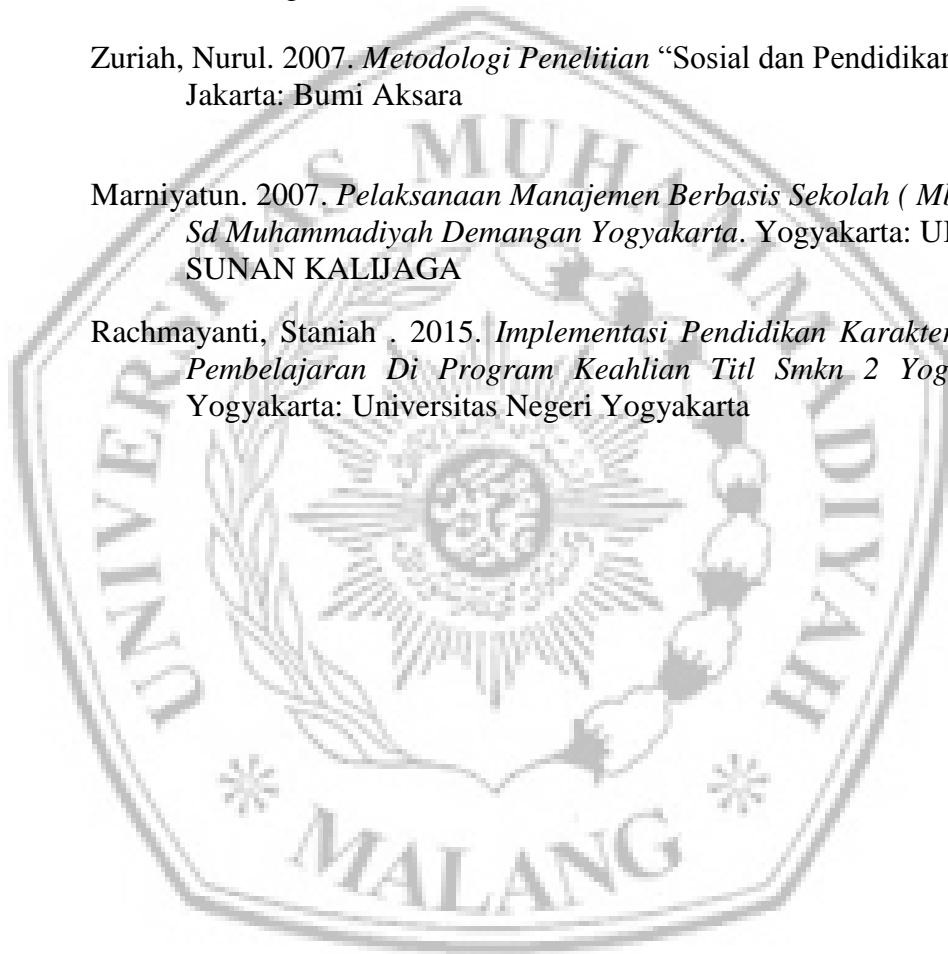 Zuriah, Nurul. 2007. Metodologi Penelitian “Sosial dan Pendidikan
Jakarta: Bumi Aksara
Marniyatun. 2007. Pelaksanaan Manajemen Berbasis Sekolah (
Sd Muhammadiyah Demangan Yogyakarta. Yogyakarta:
SUNAN KALIJAGA
Rachmayanti, Staniah . 2015. Implementasi Pendidikan Karakter
Pembelajaran Di Program Keahlian Titl Smkn 2 Yog
Yogyakarta: Universitas Negeri Yogyakarta
UNIVERSITAS MUHAMMADIYAH
MALANG